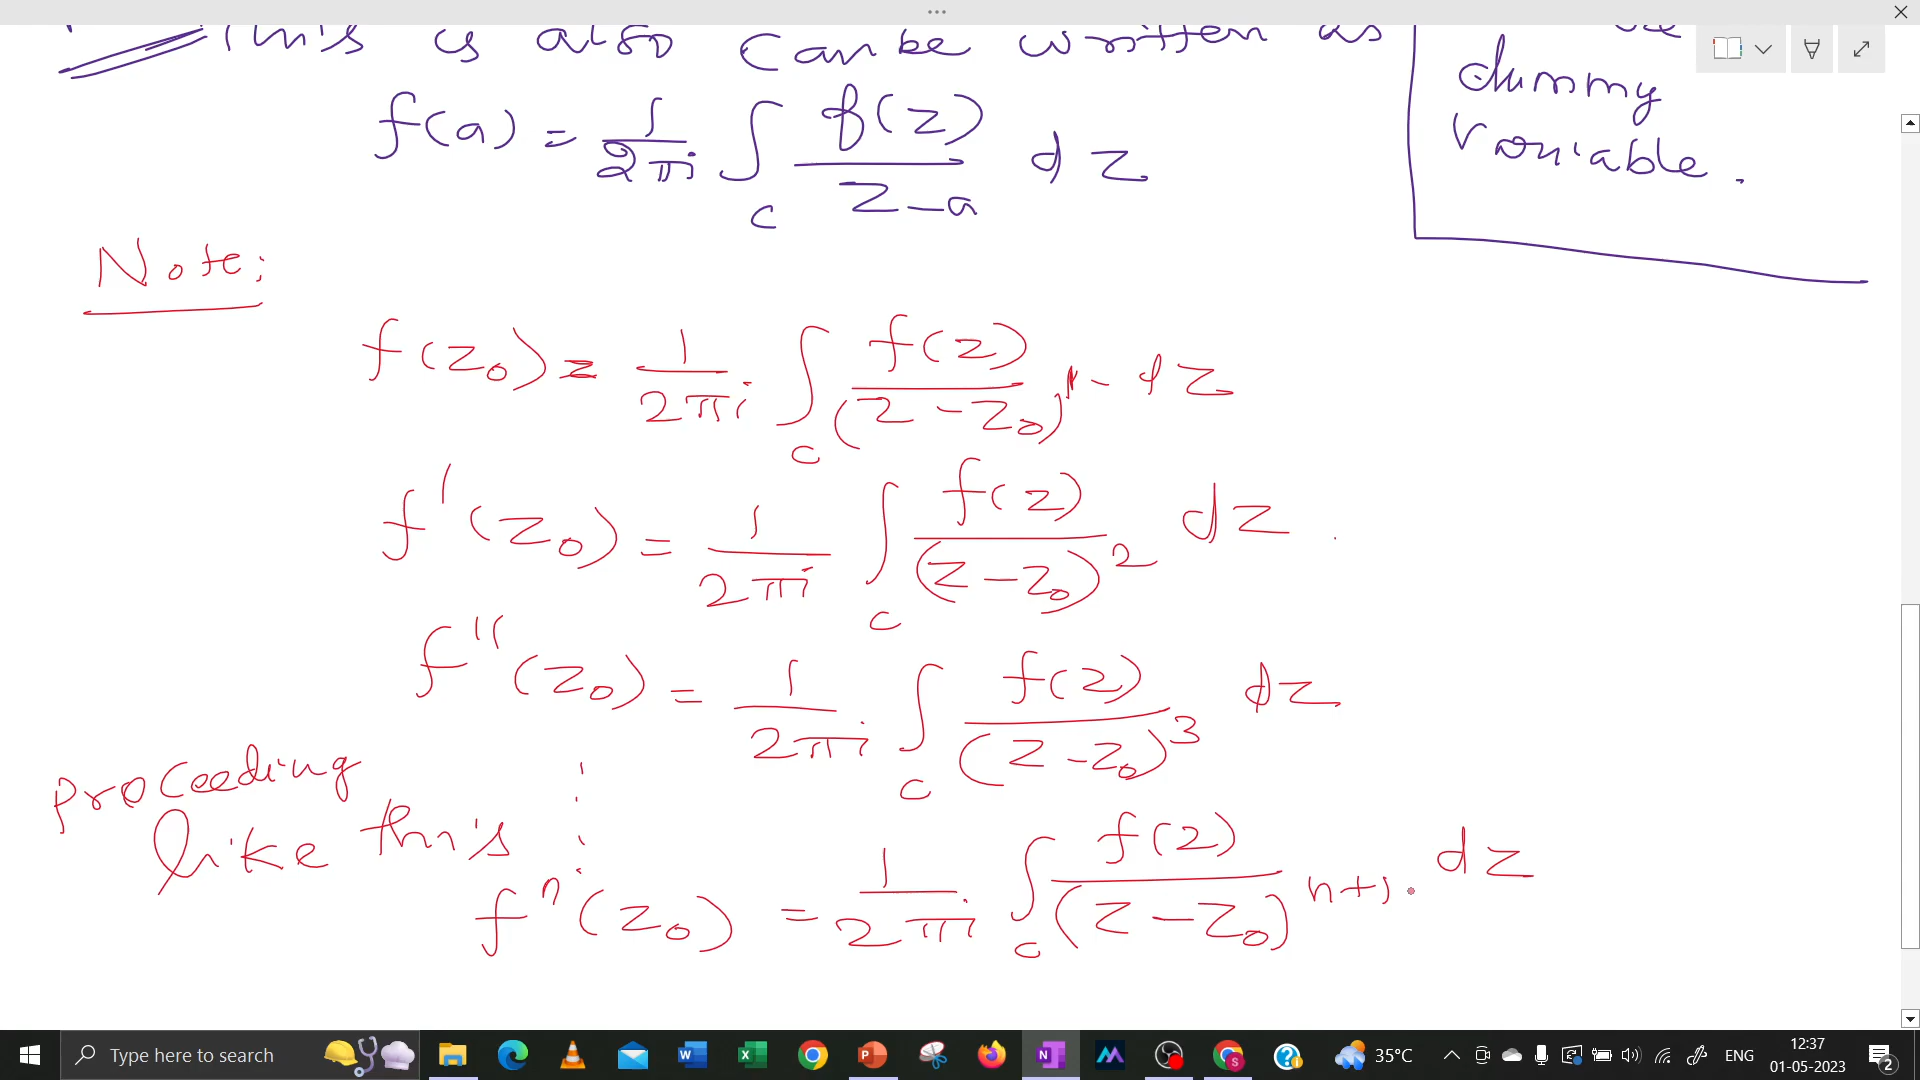 This is also can be written as
dummy
variable.
f(a) = 1/2πi ∫_c f(z)/z-a dz
Note:
f(z₀) = 1/2πi ∫_c f(z)/(z-z₀)¹ - dz
f'(z₀) = 1/2πi ∫_c f(z)/(z-z₀)² dz
f''(z₀) = 1/2πi ∫_c f(z)/(z-z₀)³ dz
Proceeding
like this
fⁿ(z₀) = 1/2πi ∫_c f(z)/(z-z₀)ⁿ⁺¹ · dz
Type here to search
35°C
ENG
12:37
01-05-2023
2